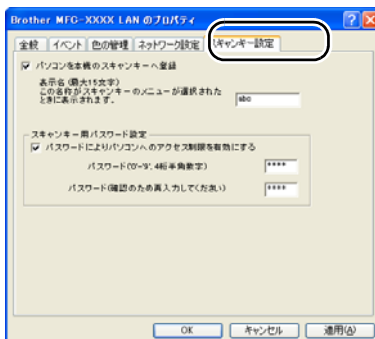 Brother MFC-XXXX LAN のプロパティ
全般 イベント 色の管理 ネットワーク設定 スキャンキー設定
パソコンを本機のスキャンキーへ登録
表示名 (最大15文字)
この名称がスキャンキーのメニューが選択された
ときに表示されます。
abc
スキャンキー用パスワード設定
パスワードによりパソコンへのアクセス制限を有効にする
パスワード('0'-'9', 4桁半角数字) ****
パスワード(確認のため再入力してください) ****
OK キャンセル 適用(A)